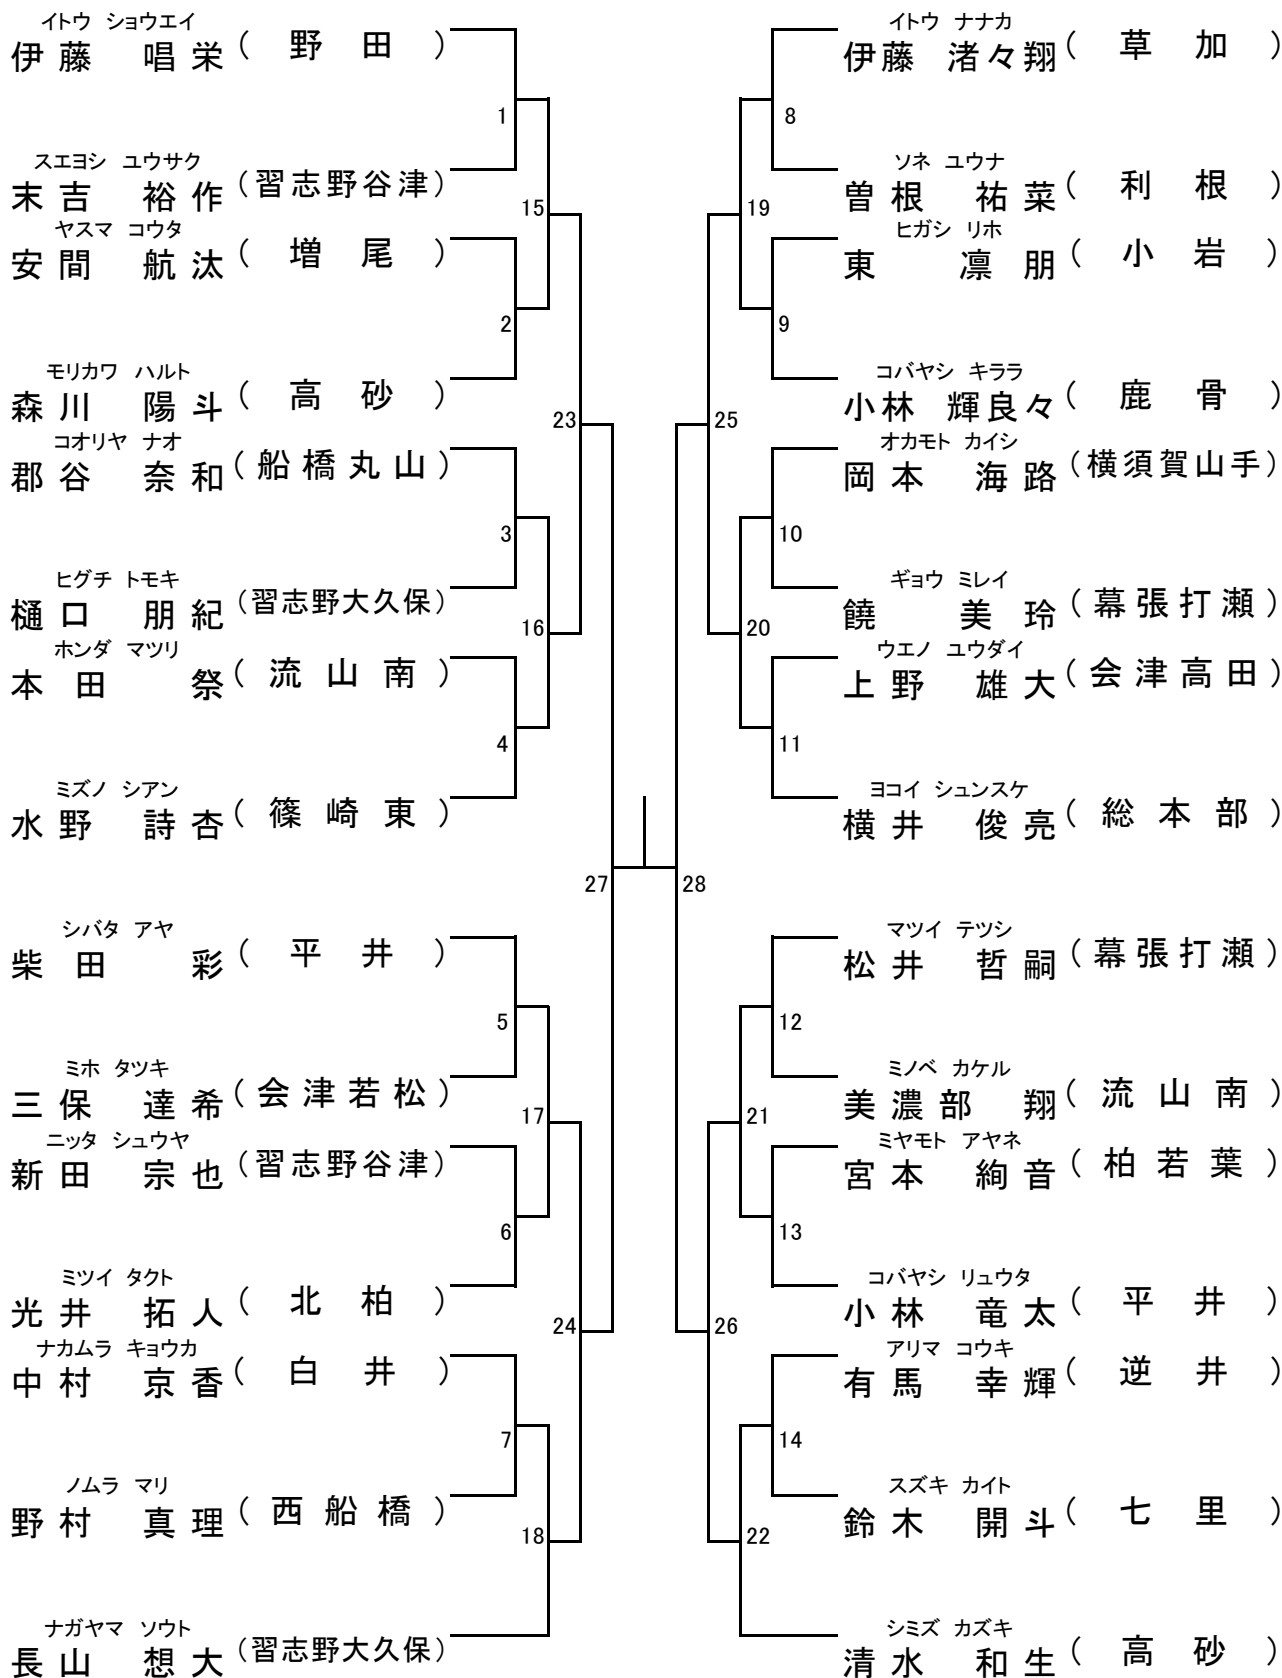 イトウ ショウエイ
伊藤 唱栄 ( 野田 )
1
スエヨシ ユウサク
末吉 裕作 (習志野谷津)
15
ヤスマ コウタ
安間 航汰 ( 増尾 )
2
モリカワ ハルト
森川 陽斗 ( 高砂 )
23
コオリヤ ナオ
郡谷 奈和 (船橋丸山)
3
ヒグチ トモキ
樋口 朋紀 (習志野大久保)
16
ホンダ マツリ
本田 祭 ( 流山南 )
4
ミズノ シアン
水野 詩杏 ( 篠崎東 )
27
シバタ アヤ
柴田 彩 ( 平井 )
5
ミホ タツキ
三保 達希 (会津若松)
17
ニッタ シュウヤ
新田 宗也 (習志野谷津)
6
ミツイ タクト
光井 拓人 ( 北柏 )
24
ナカムラ キョウカ
中村 京香 ( 白井 )
7
ノムラ マリ
野村 真理 ( 西船橋 )
18
ナガヤマ ソウト
長山 想大 (習志野大久保)
イトウ ナナカ
伊藤 渚々翔 ( 草加 )
8
ソネ ユウナ
曽根 祐菜 ( 利根 )
19
ヒガシ リホ
東 凛朋 ( 小岩 )
9
コバヤシ キララ
小林 輝良々 ( 鹿骨 )
25
オカモト カイシ
岡本 海路 (横須賀山手)
10
ギョウ ミレイ
饒 美玲 (幕張打瀬)
20
ウエノ ユウダイ
上野 雄大 (会津高田)
11
ヨコイ シュンスケ
横井 俊亮 ( 総本部 )
28
マツイ テツシ
松井 哲嗣 (幕張打瀬)
12
ミノベ カケル
美濃部 翔 ( 流山南 )
21
ミヤモト アヤネ
宮本 絢音 ( 柏若葉 )
13
コバヤシ リュウタ
小林 竜太 ( 平井 )
26
アリマ コウキ
有馬 幸輝 ( 逆井 )
14
スズキ カイト
鈴木 開斗 ( 七里 )
22
シミズ カズキ
清水 和生 ( 高砂 )